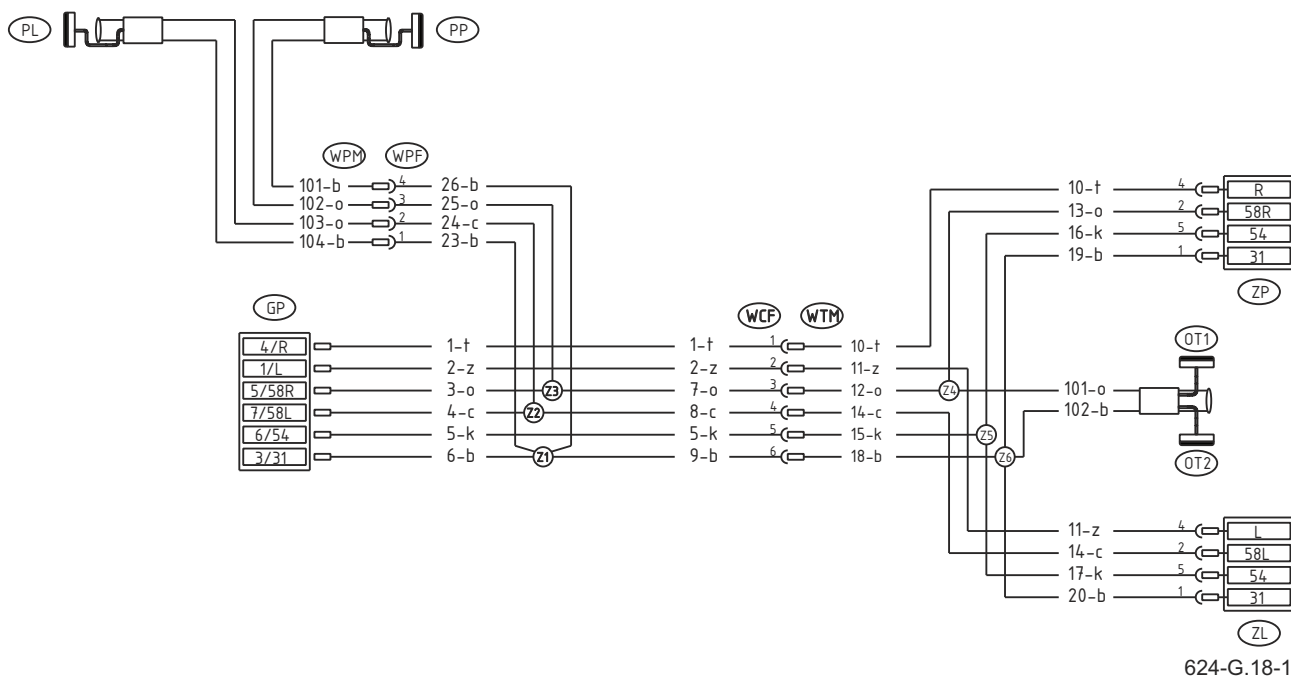 PL PP
WPM WPF
101-b 4 26-b
102-o 3 25-o
103-o 2 24-c
104-b 1 23-b
10-t 4 R
13-o 2 58R
16-k 5 54
19-b 1 31
ZP
GP WCF WTM
4/R 1-t 1-t 1 10-t
1/L 2-z 2-z 2 11-z
5/58R 3-o Z3 7-o 3 12-o Z4 101-o
7/58L 4-c Z2 8-c 4 14-c 102-b
6/54 5-k 5-k 5 15-k Z5
3/31 6-b Z1 9-b 6 18-b Z6
OT1
OT2
11-z 4 L
14-c 2 58L
17-k 5 54
20-b 1 31
ZL
624-G.18-1